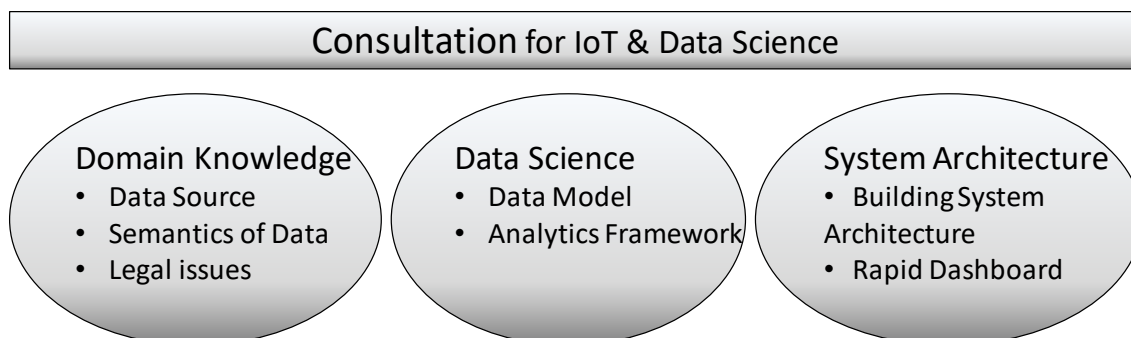 Consultation for IoT & Data Science
Domain Knowledge
• Data Source
• Semantics of Data
• Legal issues
Data Science
• Data Model
• Analytics Framework
System Architecture
• Building System
Architecture
• Rapid Dashboard